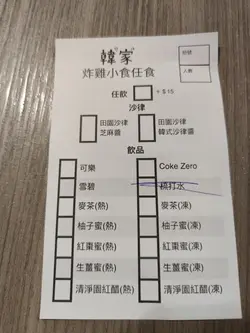 韓家
炸雞小食任食
檯號
人數
任飲 + $15
沙律
田園沙律 田園沙律
芝麻醬 韓式沙律醬
飲品
可樂 Coke Zero
雪碧 梳打水
麥茶(熱) 麥茶(凍)
柚子蜜(熱) 柚子蜜(凍)
紅棗蜜(熱) 紅棗蜜(凍)
生薑蜜(熱) 生薑蜜(凍)
清淨園紅醋(熱) 清淨園紅醋(凍)